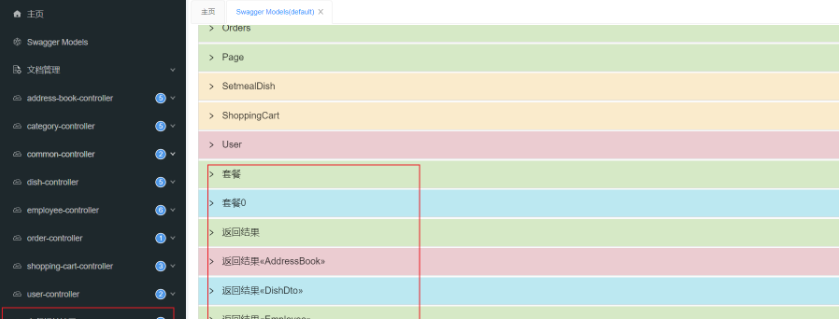 主页
Swagger Models
文档管理
address-book-controller 5
category-controller 5
common-controller 2
dish-controller 5
employee-controller 6
order-controller 1
shopping-cart-controller 3
user-controller 2
主页
Swagger Models(default) X
Orders
Page
SetmealDish
ShoppingCart
User
套餐
套餐0
返回结果
返回结果«AddressBook»
返回结果«DishDto»
返回结果«Employee»